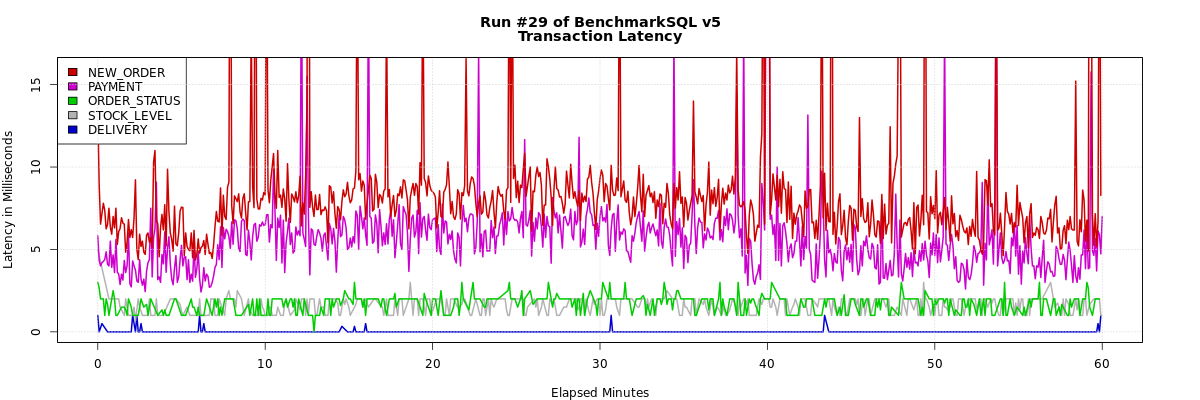 Run #29 of BenchmarkSQL v5
Transaction Latency
NEW_ORDER
PAYMENT
ORDER_STATUS
STOCK_LEVEL
DELIVERY
Latency in Milliseconds
15
10
5
0
0 10 20 30 40 50 60
Elapsed Minutes